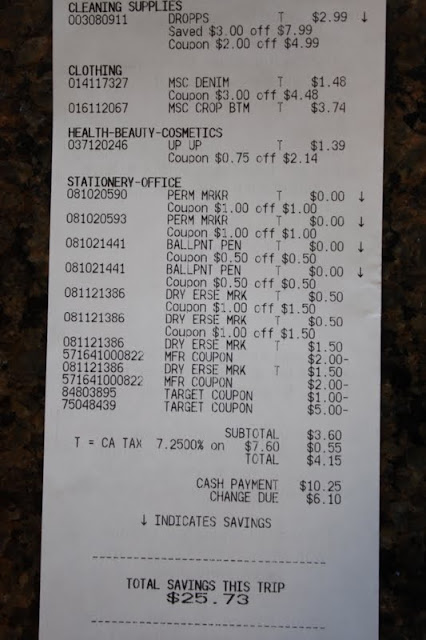 CLEANING SUPPLIES
003080911 DROPPS T $2.99 ↓
Saved $3.00 off $7.99
Coupon $2.00 off $4.99
CLOTHING
014117327 MSC DENIM T $1.48
Coupon $3.00 off $4.48
016112067 MSC CROP BTM T $3.74
HEALTH-BEAUTY-COSMETICS
037120246 UP UP T $1.39
Coupon $0.75 off $2.14
STATIONERY-OFFICE
081020590 PERM MRKR T $0.00 ↓
Coupon $1.00 off $1.00
081020593 PERM MRKR T $0.00 ↓
Coupon $1.00 off $1.00
081021441 BALLPNT PEN T $0.00 ↓
Coupon $0.50 off $0.50
081021441 BALLPNT PEN T $0.00 ↓
Coupon $0.50 off $0.50
081121386 DRY ERSE MRK T $0.50
Coupon $1.00 off $1.50
081121386 DRY ERSE MRK T $0.50
Coupon $1.00 off $1.50
081121386 DRY ERSE MRK T $1.50
571641000822 MFR COUPON $2.00-
081121386 DRY ERSE MRK T $1.50
571641000822 MFR COUPON $2.00-
84803895 TARGET COUPON $1.00-
75048439 TARGET COUPON $5.00-
SUBTOTAL $3.60
T = CA TAX 7.2500% on $7.60 $0.55
TOTAL $4.15
CASH PAYMENT $10.25
CHANGE DUE $6.10
↓ INDICATES SAVINGS
TOTAL SAVINGS THIS TRIP
$25.73